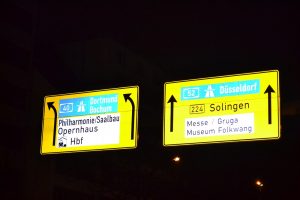 40 Dortmund
Bochum
Philharmonie/Saalbau
Opernhaus
Hbf
52 Düsseldorf
224 Solingen
Messe / Gruga
Museum Folkwang